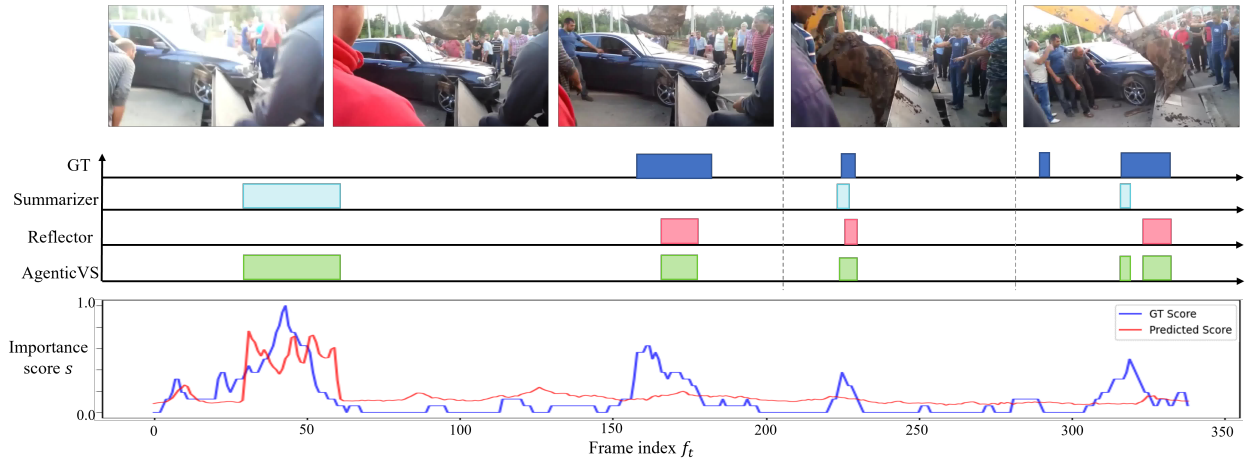 GT
Summarizer
Reflector
AgenticVS
1.0
Importance
score s
0.0
GT Score
Predicted Score
0 50 100 150 200 250 300 350
Frame index fₜ